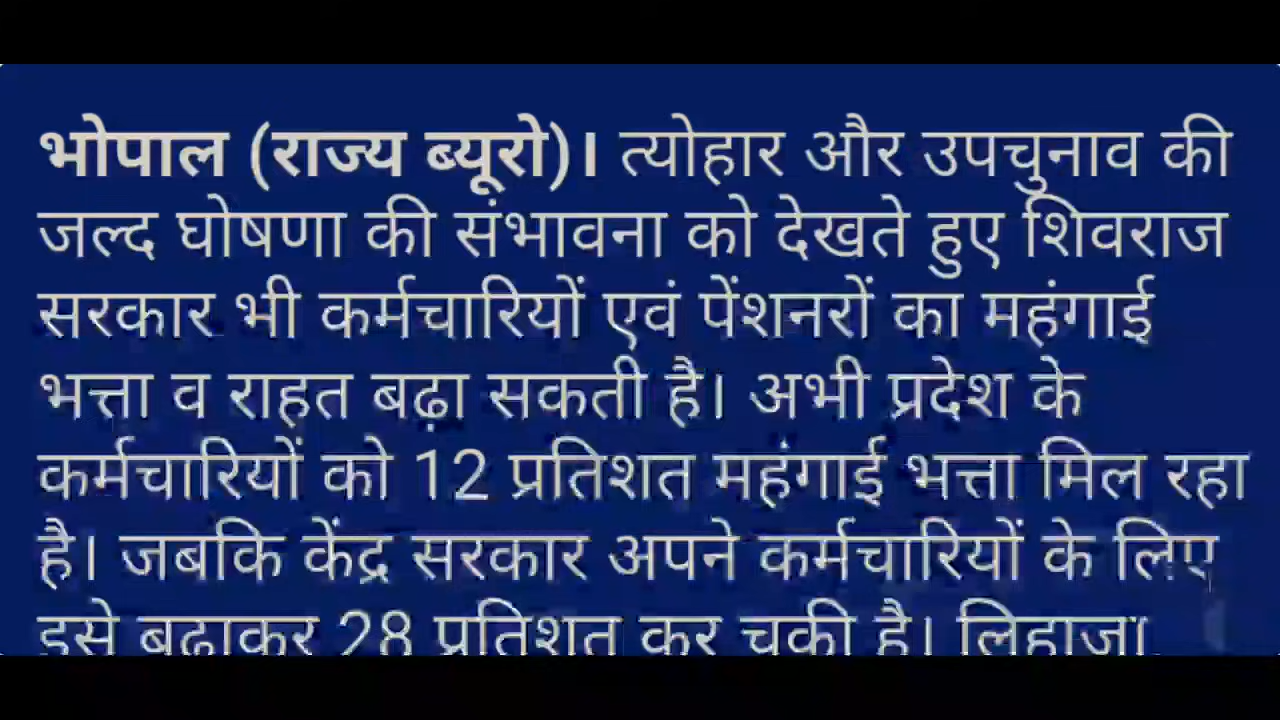 भोपाल (राज्य ब्यूरो)। त्योहार और उपचुनाव की
जल्द घोषणा की संभावना को देखते हुए शिवराज
सरकार भी कर्मचारियों एवं पेंशनरों का महंगाई
भत्ता व राहत बढ़ा सकती है। अभी प्रदेश के
कर्मचारियों को 12 प्रतिशत महंगाई भत्ता मिल रहा
है। जबकि केंद्र सरकार अपने कर्मचारियों के लिए
इसे बढ़ाकर 28 प्रतिशत कर चुकी है। लिहाजा